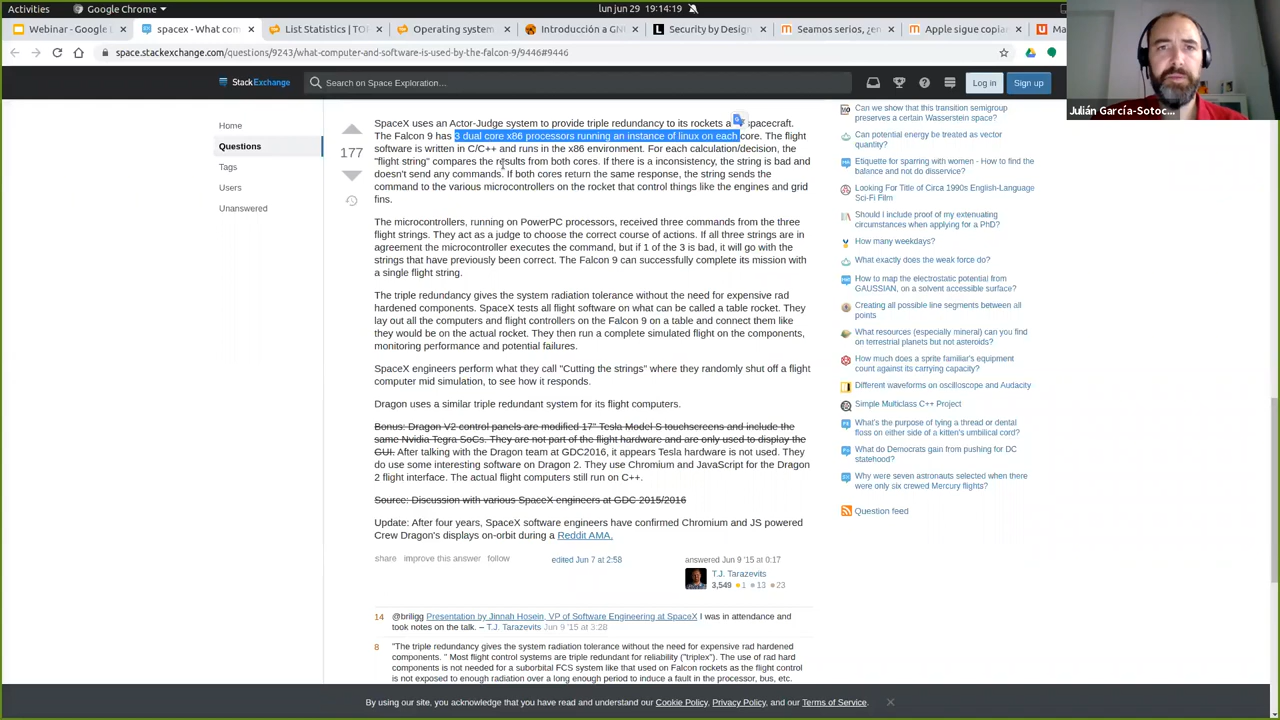 Activities
Google Chrome
lun jun 29 19:14:19
Webinar - Google
spacex - What com
List Statistics | TOP
Operating system
Introducción a GN
Security by Design
Seamos serios, ¿en
Apple sigue copian
Ma
space.stackexchange.com/questions/9243/what-computer-and-software-is-used-by-the-falcon-9/9446#9446
StackExchange
Search on Space Exploration…
Log in
Sign up
Julián García-Sotoc...
Home
Questions
Tags
Users
Unanswered
177
SpaceX uses an Actor-Judge system to provide triple redundancy to its rockets a spacecraft.
The Falcon 9 has 3 dual core x86 processors running an instance of linux on each core. The flight
software is written in C/C++ and runs in the x86 environment. For each calculation/decision, the
"flight string" compares the results from both cores. If there is a inconsistency, the string is bad and
doesn't send any commands. If both cores return the same response, the string sends the
command to the various microcontrollers on the rocket that control things like the engines and grid
fins.
The microcontrollers, running on PowerPC processors, received three commands from the three
flight strings. They act as a judge to choose the correct course of actions. If all three strings are in
agreement the microcontroller executes the command, but if 1 of the 3 is bad, it will go with the
strings that have previously been correct. The Falcon 9 can successfully complete its mission with
a single flight string.
The triple redundancy gives the system radiation tolerance without the need for expensive rad
hardened components. SpaceX tests all flight software on what can be called a table rocket. They
lay out all the computers and flight controllers on the Falcon 9 on a table and connect them like
they would be on the actual rocket. They then run a complete simulated flight on the components,
monitoring performance and potential failures.
SpaceX engineers perform what they call "Cutting the strings" where they randomly shut off a flight
computer mid simulation, to see how it responds.
Dragon uses a similar triple redundant system for its flight computers.
Bonus: Dragon V2 control panels are modified 17" Tesla Model S touchscreens and include the
same Nvidia Tegra SoCs. They are not part of the flight hardware and are only used to display the
GUI. After talking with the Dragon team at GDC2016, it appears Tesla hardware is not used. They
do use some interesting software on Dragon 2. They use Chromium and JavaScript for the Dragon
2 flight interface. The actual flight computers still run on C++.
Source: Discussion with various SpaceX engineers at GDC 2015/2016
Update: After four years, SpaceX software engineers have confirmed Chromium and JS powered
Crew Dragon's displays on-orbit during a Reddit AMA.
share improve this answer follow
edited Jun 7 at 2:58
answered Jun 9 '15 at 0:17
T.J. Tarazevits
3,549 1 13 23
14 @briligg Presentation by Jinnah Hosein, VP of Software Engineering at SpaceX I was in attendance and
took notes on the talk. – T.J. Tarazevits Jun 9 '15 at 3:28
8 "The triple redundancy gives the system radiation tolerance without the need for expensive rad hardened
components. " Most flight control systems are triple redundant for reliability ("triplex"). The use of rad hard
components is not needed for a suborbital FCS system like that used on Falcon rockets as the flight control
is not exposed to enough radiation over a long enough period to induce a fault in the processor, bus, etc.
Can we show that this transition semigroup
preserves a certain Wasserstein space?
Can potential energy be treated as vector
quantity?
Etiquette for sparring with women - How to find the
balance and not do disservice?
Looking For Title of Circa 1990s English-Language
Sci-Fi Film
Should I include proof of my extenuating
circumstances when applying for a PhD?
How many weekdays?
What exactly does the weak force do?
How to map the electrostatic potential from
GAUSSIAN, on a solvent accessible surface?
Creating all possible line segments between all
points
What resources (especially mineral) can you find
on terrestrial planets but not asteroids?
How much does a sprite familiar's equipment
count against its carrying capacity?
Different waveforms on oscilloscope and Audacity
Simple Multiclass C++ Project
What's the purpose of tying a thread or dental
floss on either side of a kitten's umbilical cord?
What do Democrats gain from pushing for DC
statehood?
Why were seven astronauts selected when there
were only six crewed Mercury flights?
Question feed
By using our site, you acknowledge that you have read and understand our Cookie Policy, Privacy Policy, and our Terms of Service.